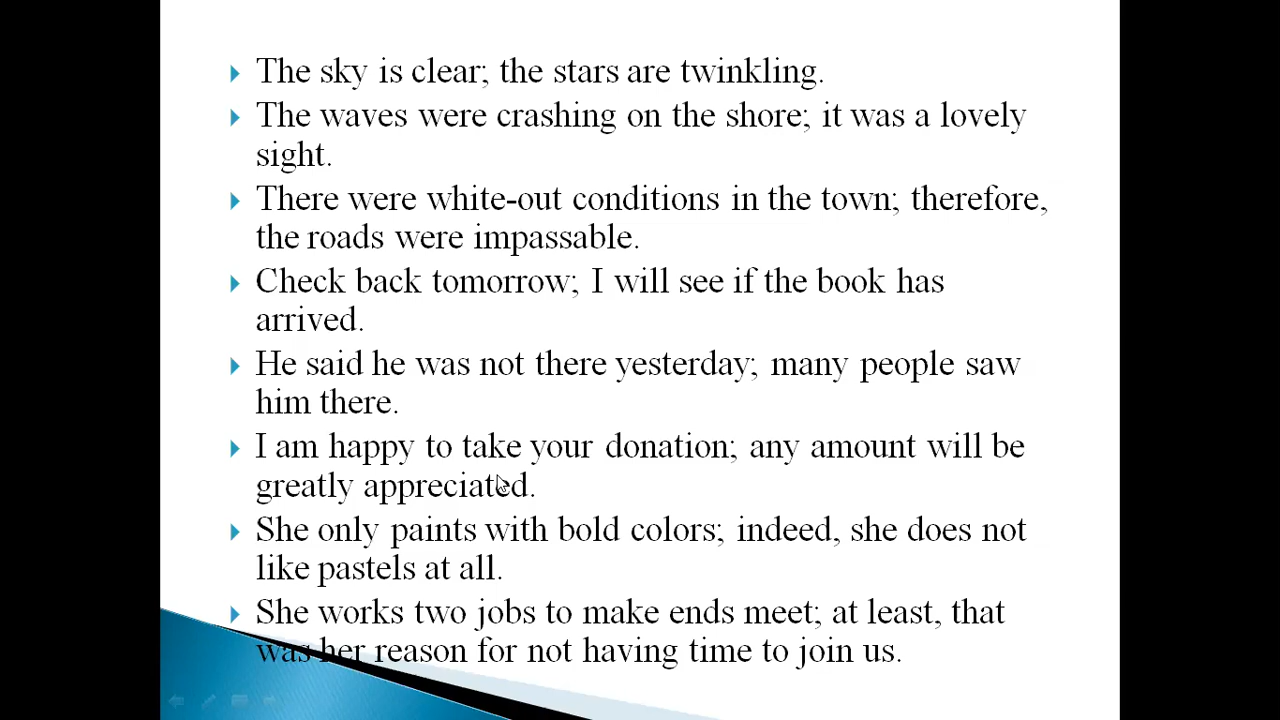 The sky is clear; the stars are twinkling.
The waves were crashing on the shore; it was a lovely
sight.
There were white-out conditions in the town; therefore,
the roads were impassable.
Check back tomorrow; I will see if the book has
arrived.
He said he was not there yesterday; many people saw
him there.
I am happy to take your donation; any amount will be
greatly appreciated.
She only paints with bold colors; indeed, she does not
like pastels at all.
She works two jobs to make ends meet; at least, that
was her reason for not having time to join us.